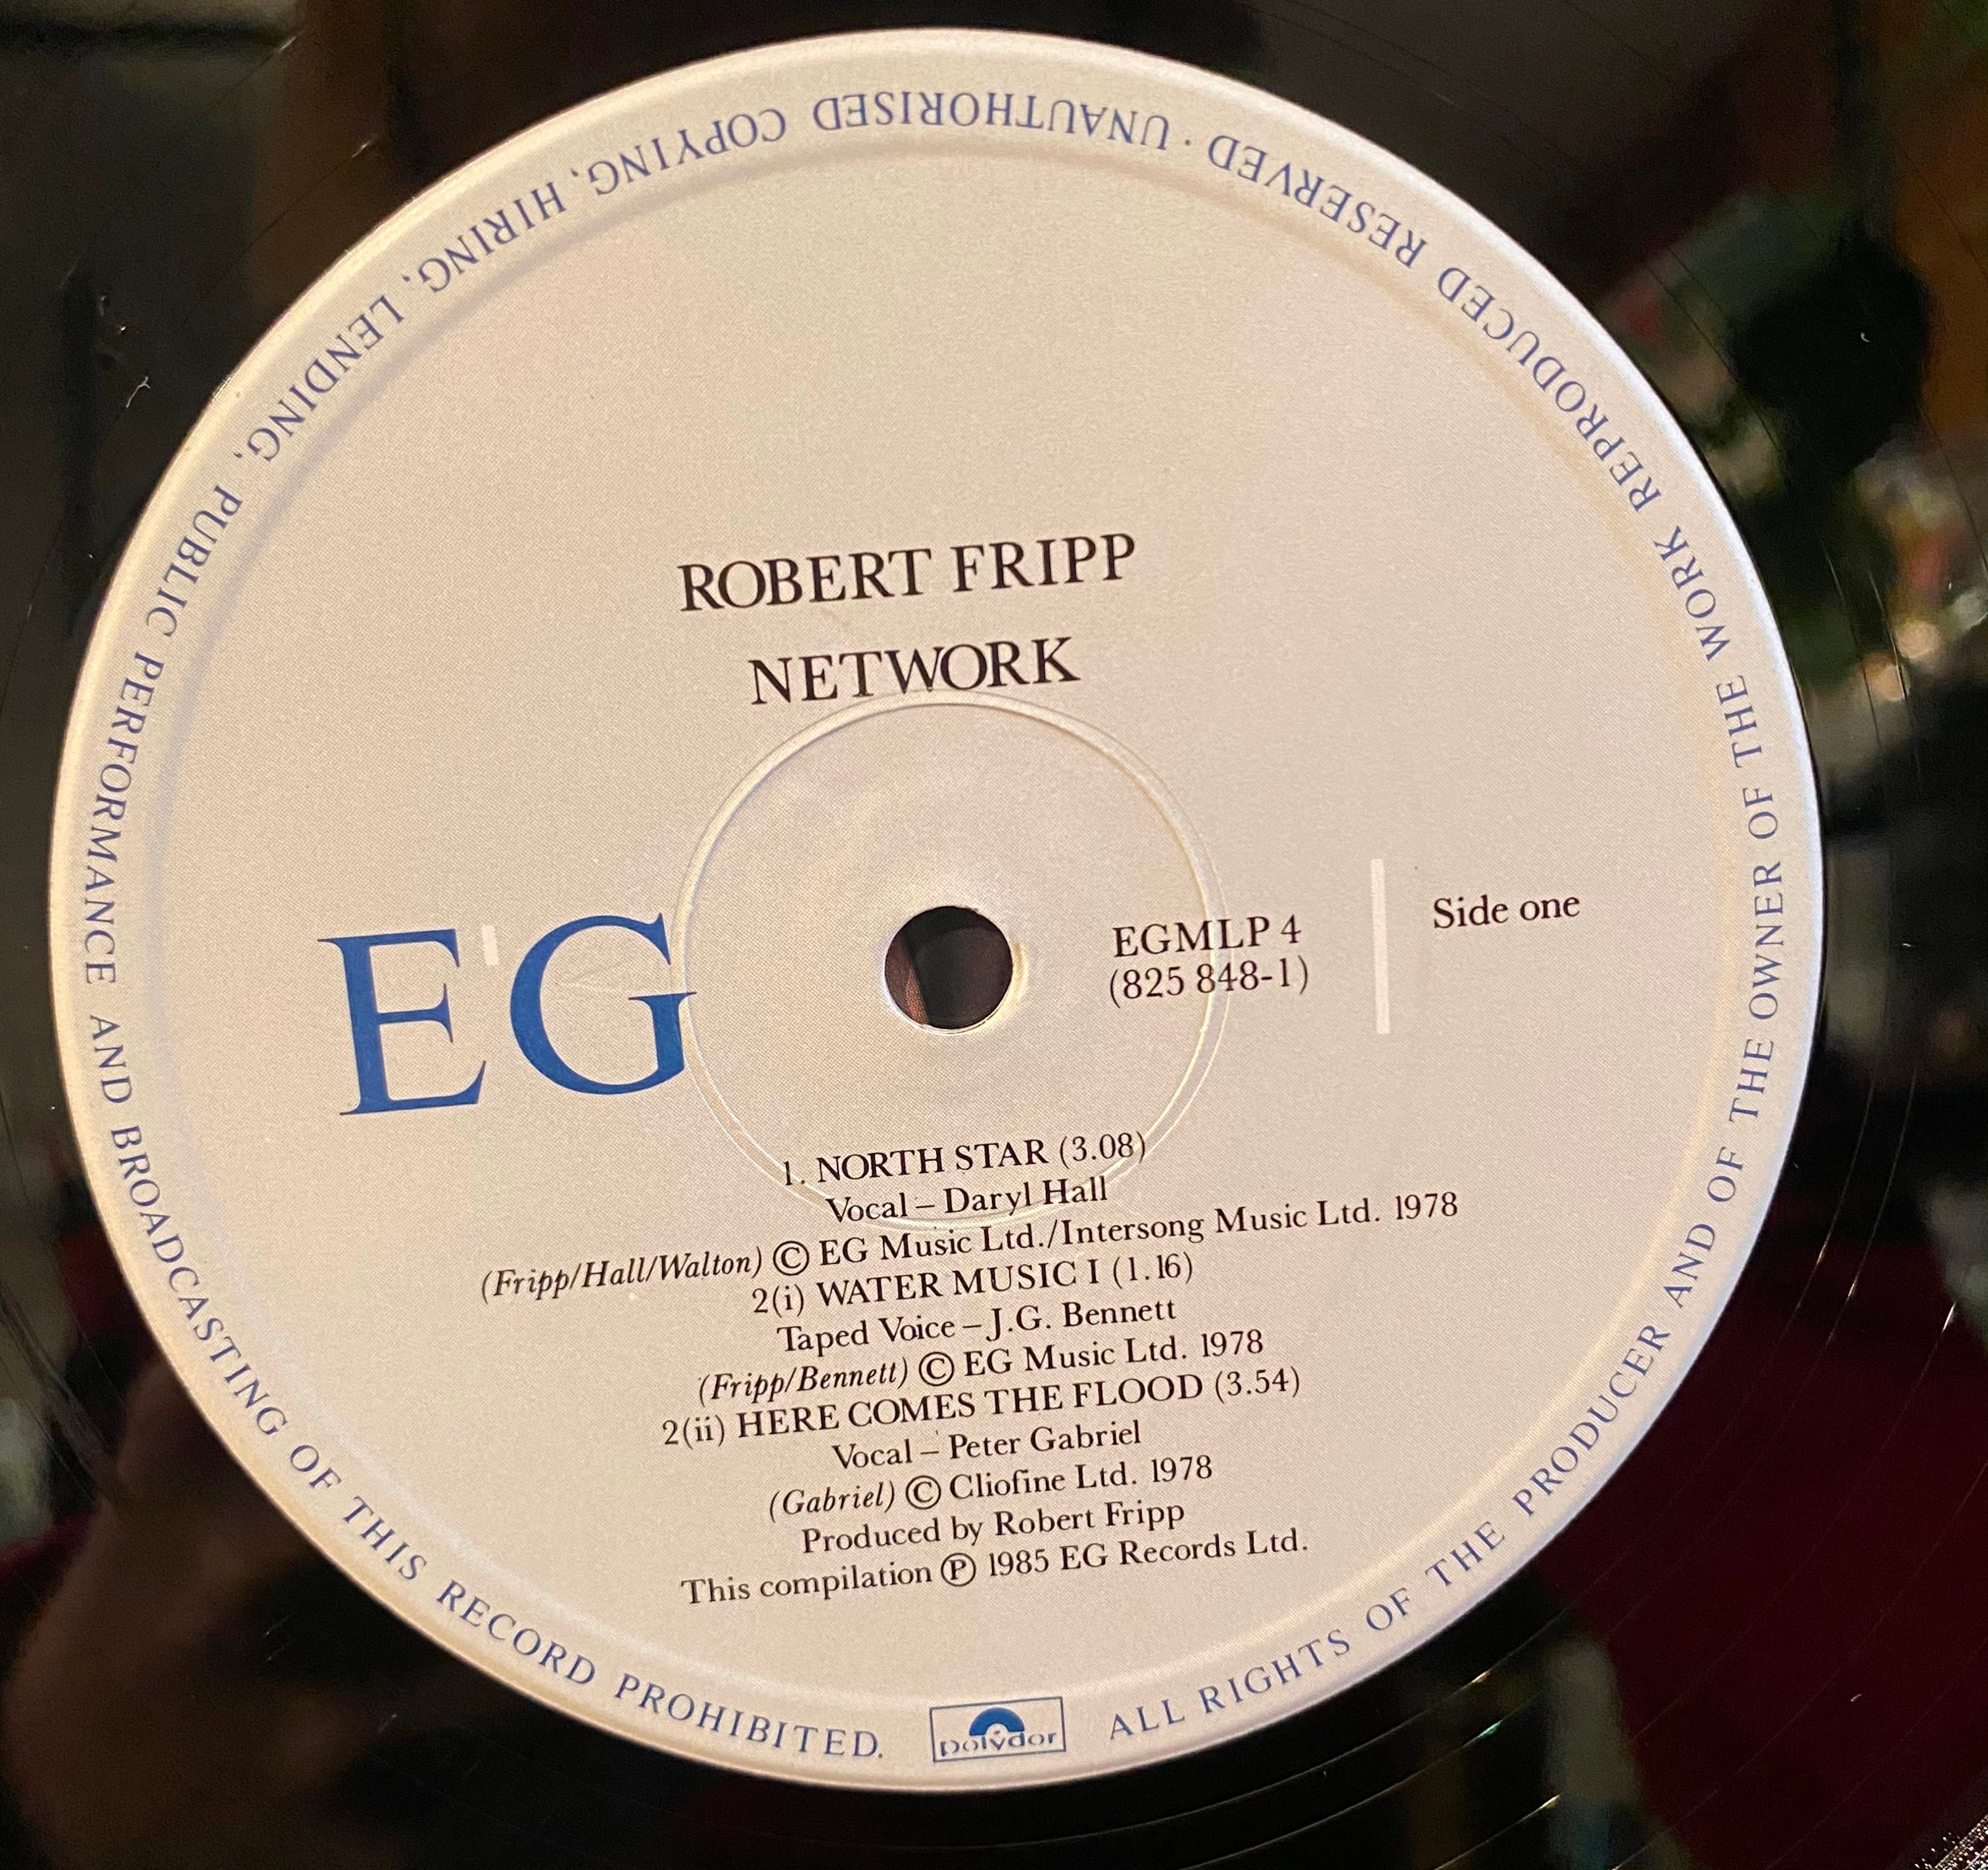 ROBERT FRIPP
NETWORK
EG
EGMLP 4
(825 848-1)
Side one
1. NORTH STAR (3.08)
Vocal – Daryl Hall
(Fripp/Hall/Walton) © EG Music Ltd./Intersong Music Ltd. 1978
2(i) WATER MUSIC I (1.16)
Taped Voice – J.G. Bennett
(Fripp/Bennett) © EG Music Ltd. 1978
2(ii) HERE COMES THE FLOOD (3.54)
Vocal – Peter Gabriel
(Gabriel) © Cliofine Ltd. 1978
Produced by Robert Fripp
This compilation ℗ 1985 EG Records Ltd.
ALL RIGHTS OF THE PRODUCER AND OF THE OWNER OF THE WORK REPRODUCED RESERVED · UNAUTHORISED COPYING, HIRING, LENDING, PUBLIC PERFORMANCE AND BROADCASTING OF THIS RECORD PROHIBITED.
polydor